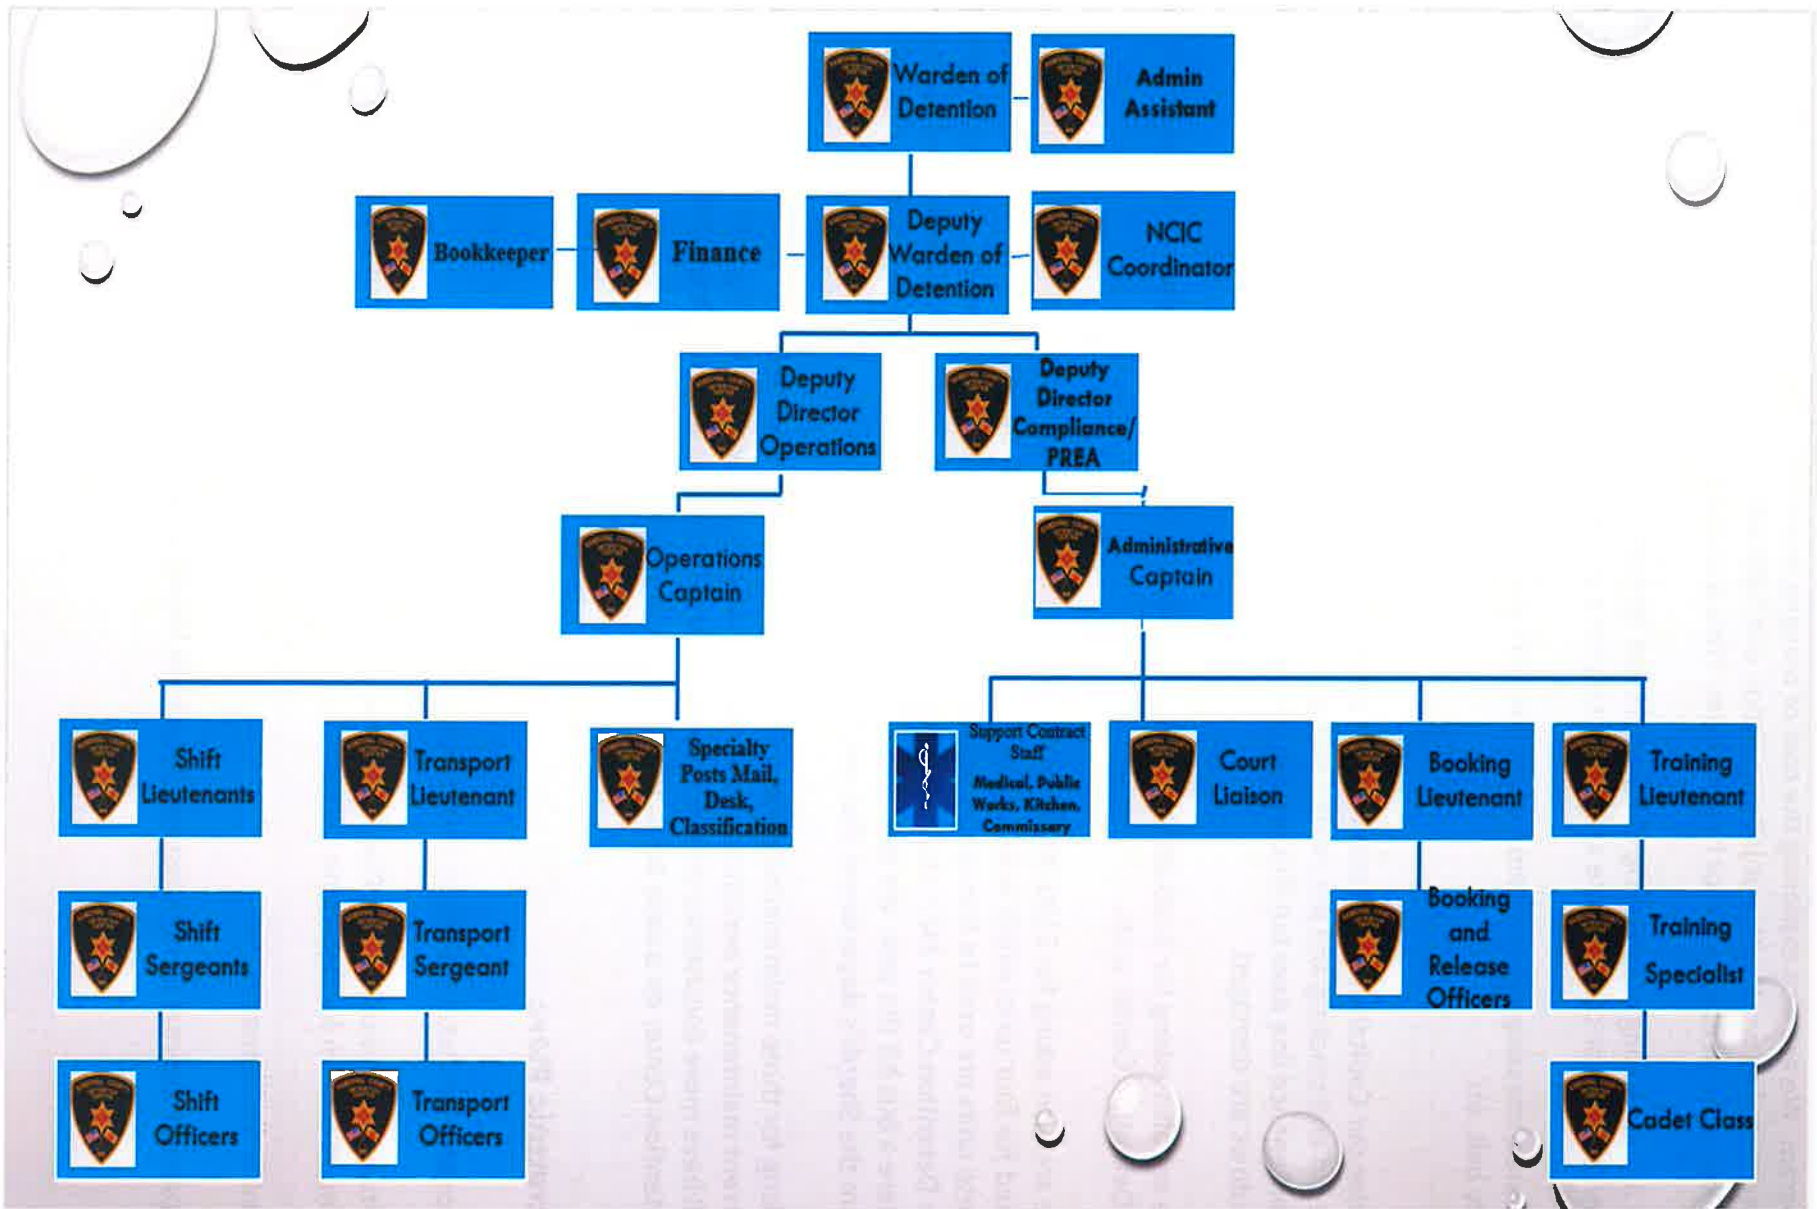 Warden of
Detention
Admin
Assistant
Bookkeeper
Finance
Deputy
Warden of
Detention
NCIC
Coordinator
Deputy
Director
Operations
Deputy
Director
Compliance/
PREA
Operations
Captain
Administrative
Captain
Shift
Lieutenants
Transport
Lieutenant
Specialty
Posts Mail,
Desk,
Classification
Support Contract
Staff
Medical, Public
Works, Kitchen,
Commissary
Court
Liaison
Booking
Lieutenant
Training
Lieutenant
Shift
Sergeants
Transport
Sergeant
Booking
and
Release
Officers
Training
Specialist
Shift
Officers
Transport
Officers
Cadet Class